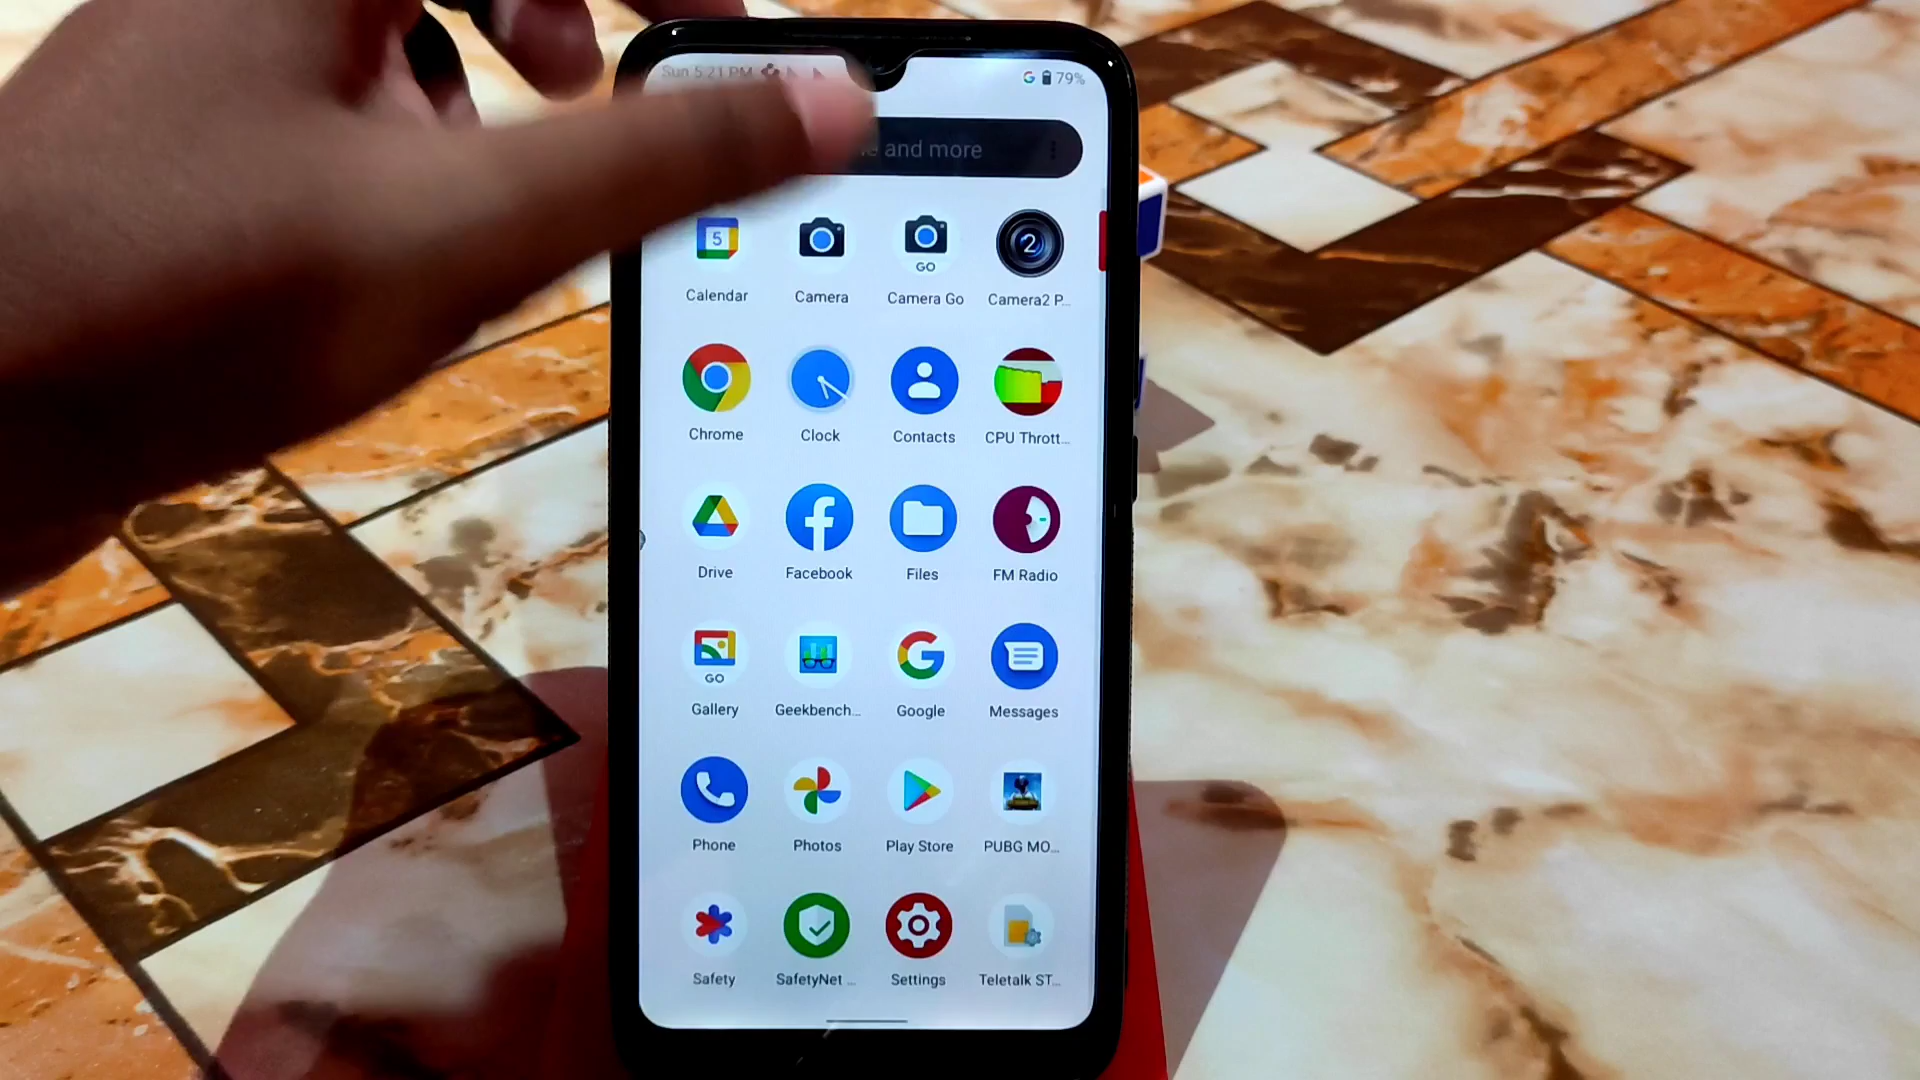 Sun 5:21 PM G 79%
and more
5 GO 2
Calendar Camera Camera Go Camera2 P...
Chrome Clock Contacts CPU Thrott...
Drive Facebook Files FM Radio
GO
Gallery Geekbench... Google Messages
Phone Photos Play Store PUBG MO...
Safety SafetyNet ... Settings Teletalk ST...